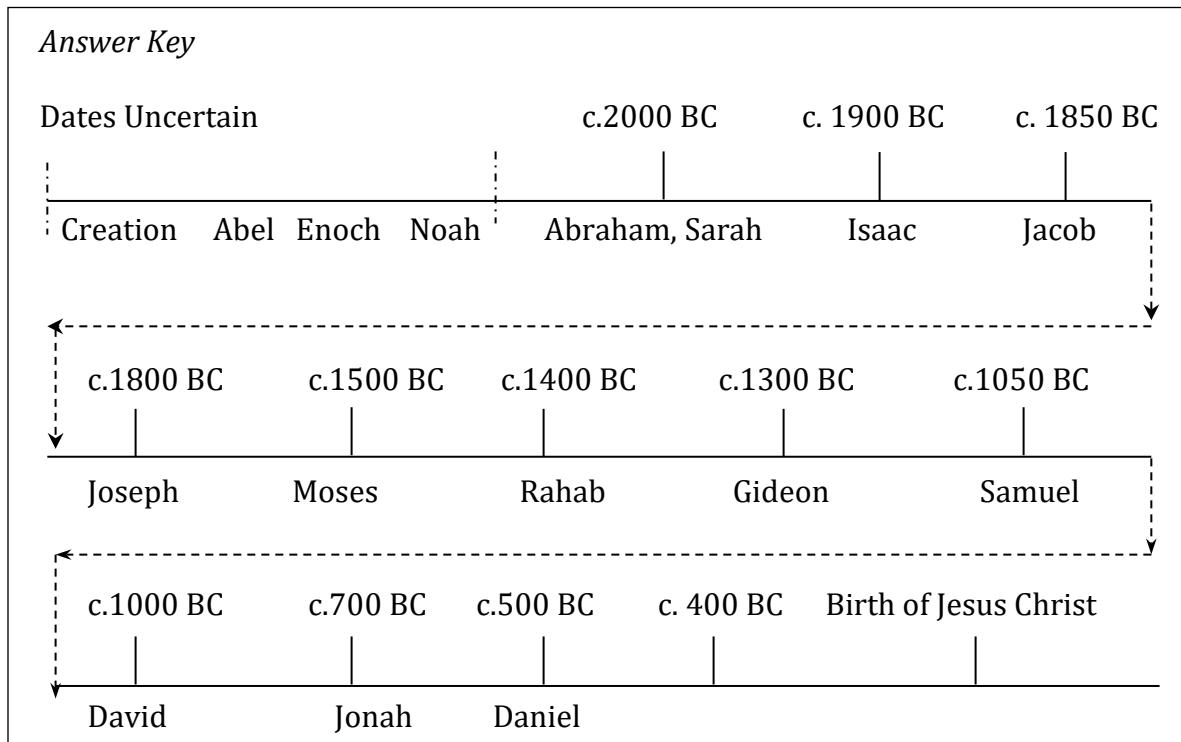 Answer Key
Dates Uncertain c.2000 BC c. 1900 BC c. 1850 BC
Creation Abel Enoch Noah Abraham, Sarah Isaac Jacob
c.1800 BC c.1500 BC c.1400 BC c.1300 BC c.1050 BC
Joseph Moses Rahab Gideon Samuel
c.1000 BC c.700 BC c.500 BC c. 400 BC Birth of Jesus Christ
David Jonah Daniel